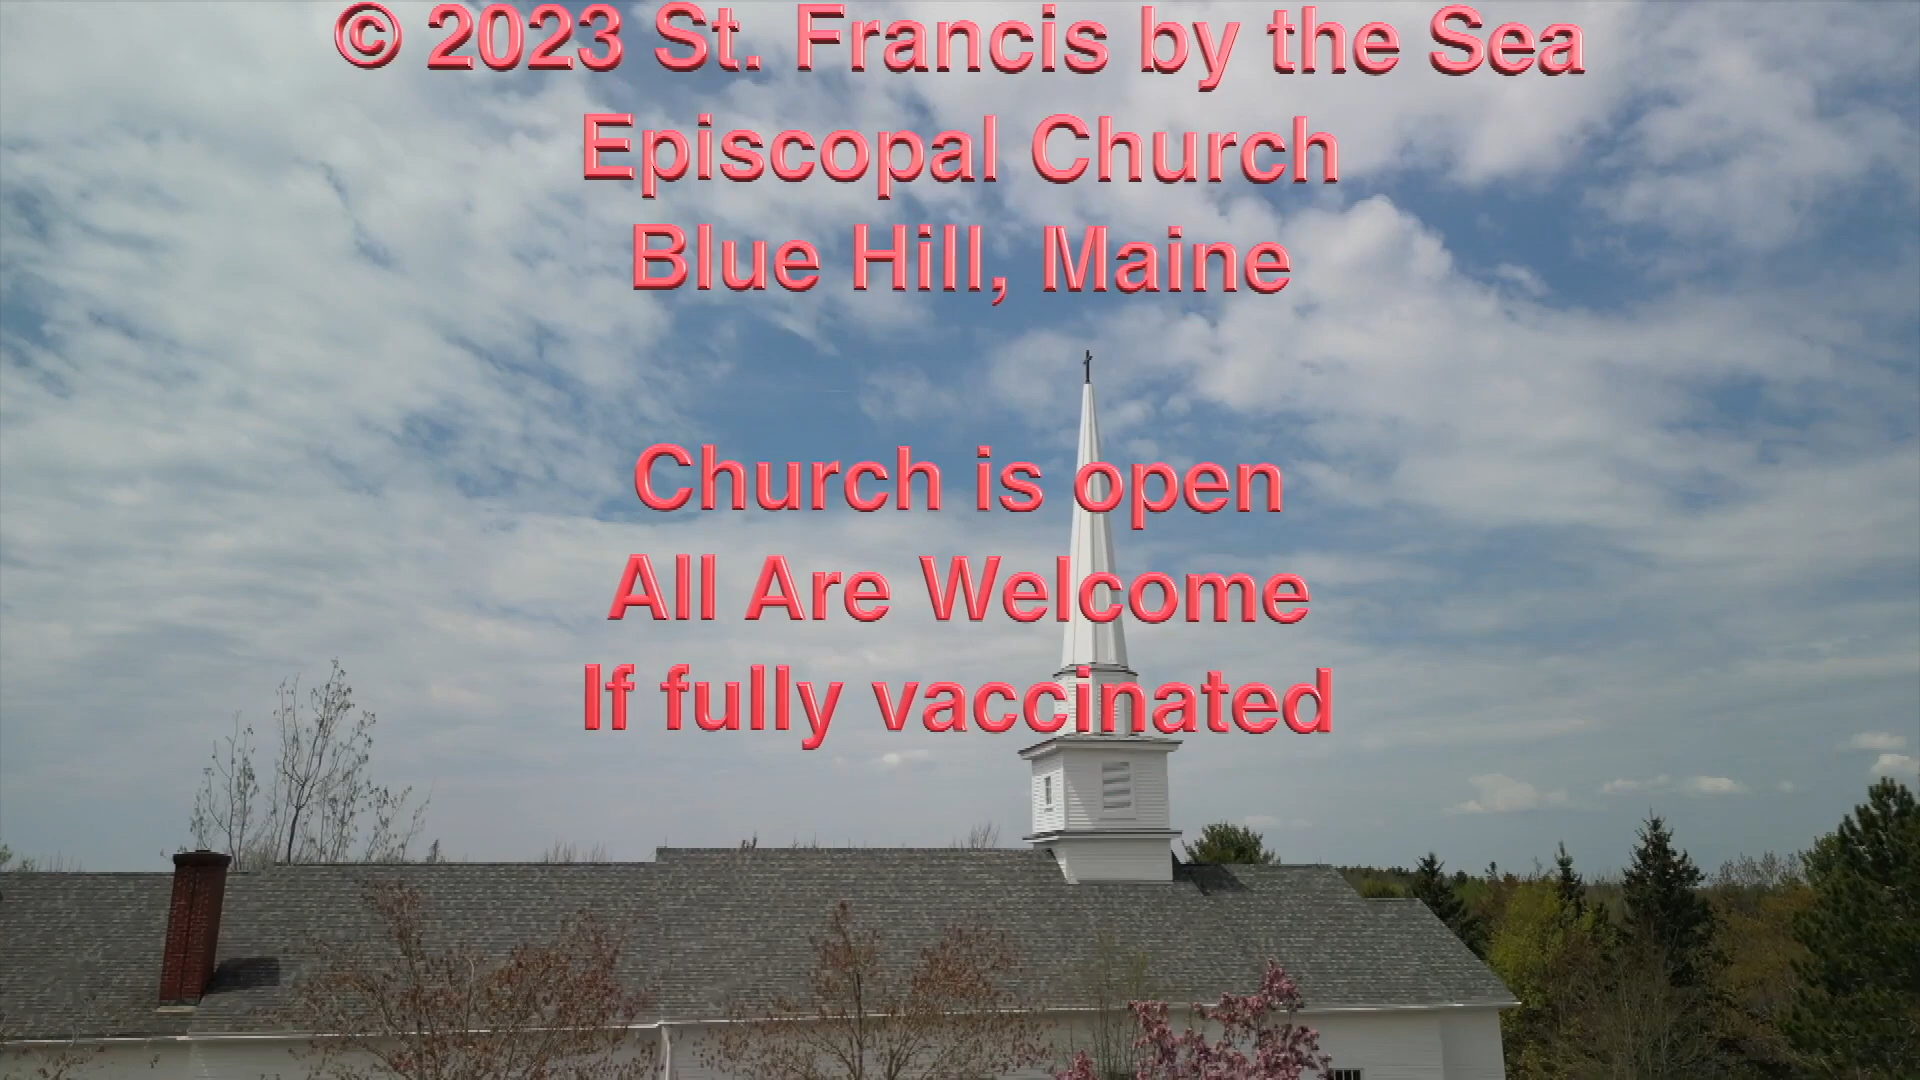 © 2023 St. Francis by the Sea
Episcopal Church
Blue Hill, Maine
Church is open
All Are Welcome
If fully vaccinated